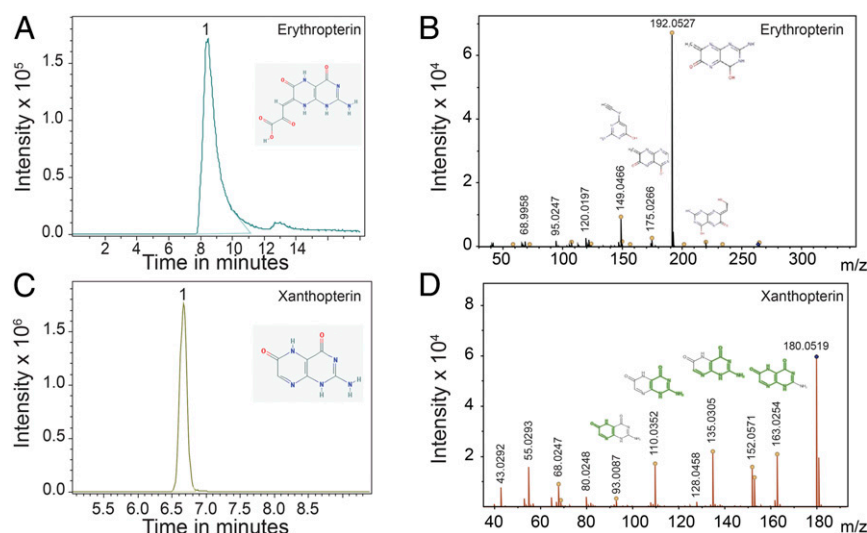 A
Erythropterin
1
Intensity x 10⁵
1.5
1.0
0.5
0.0
2 4 6 8 10 12 14 16
Time in minutes
B
192.0527
Erythropterin
Intensity x 10⁴
6
4
2
0
68.9958
95.0247
120.0197
149.0466
175.0266
50 100 150 200 250 300
m/z
C
Xanthopterin
1
Intensity x 10⁶
1.5
1.0
0.5
0.0
5.5 6.0 6.5 7.0 7.5 8.0 8.5
Time in minutes
D
Xanthopterin
180.0519
Intensity x 10⁴
8
6
4
2
0
43.0292
55.0293
68.0247
80.0248
93.0087
110.0352
128.0458
135.0305
152.0571
163.0254
40 60 80 100 120 140 160 180
m/z